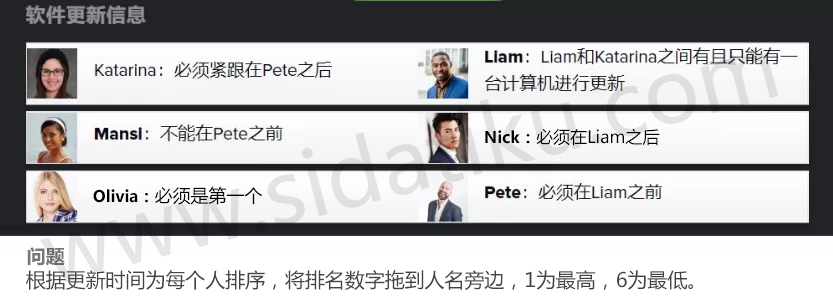 软件更新信息
Katarina：必须紧跟在Pete之后
Liam：Liam和Katarina之间有且只能有一
台计算机进行更新
Mansi：不能在Pete之前
Nick：必须在Liam之后
Olivia：必须是第一个
Pete：必须在Liam之前
问题
根据更新时间为每个人排序，将排名数字拖到人名旁边，1为最高，6为最低。
www.sidatiku.com